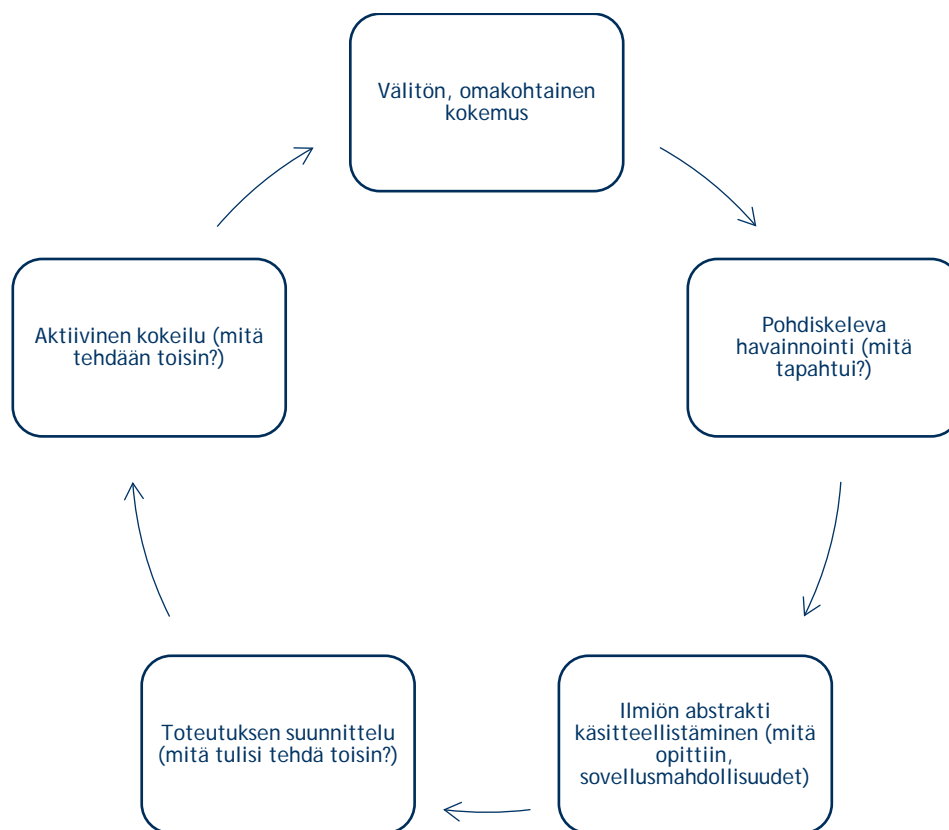 Välitön, omakohtainen
kokemus
Pohdiskeleva
havainnointi (mitä
tapahtui?)
Ilmiön abstrakti
käsitteellistäminen (mitä
opittiin,
sovellusmahdollisuudet)
Toteutuksen suunnittelu
(mitä tulisi tehdä toisin?)
Aktiivinen kokeilu (mitä
tehdään toisin?)